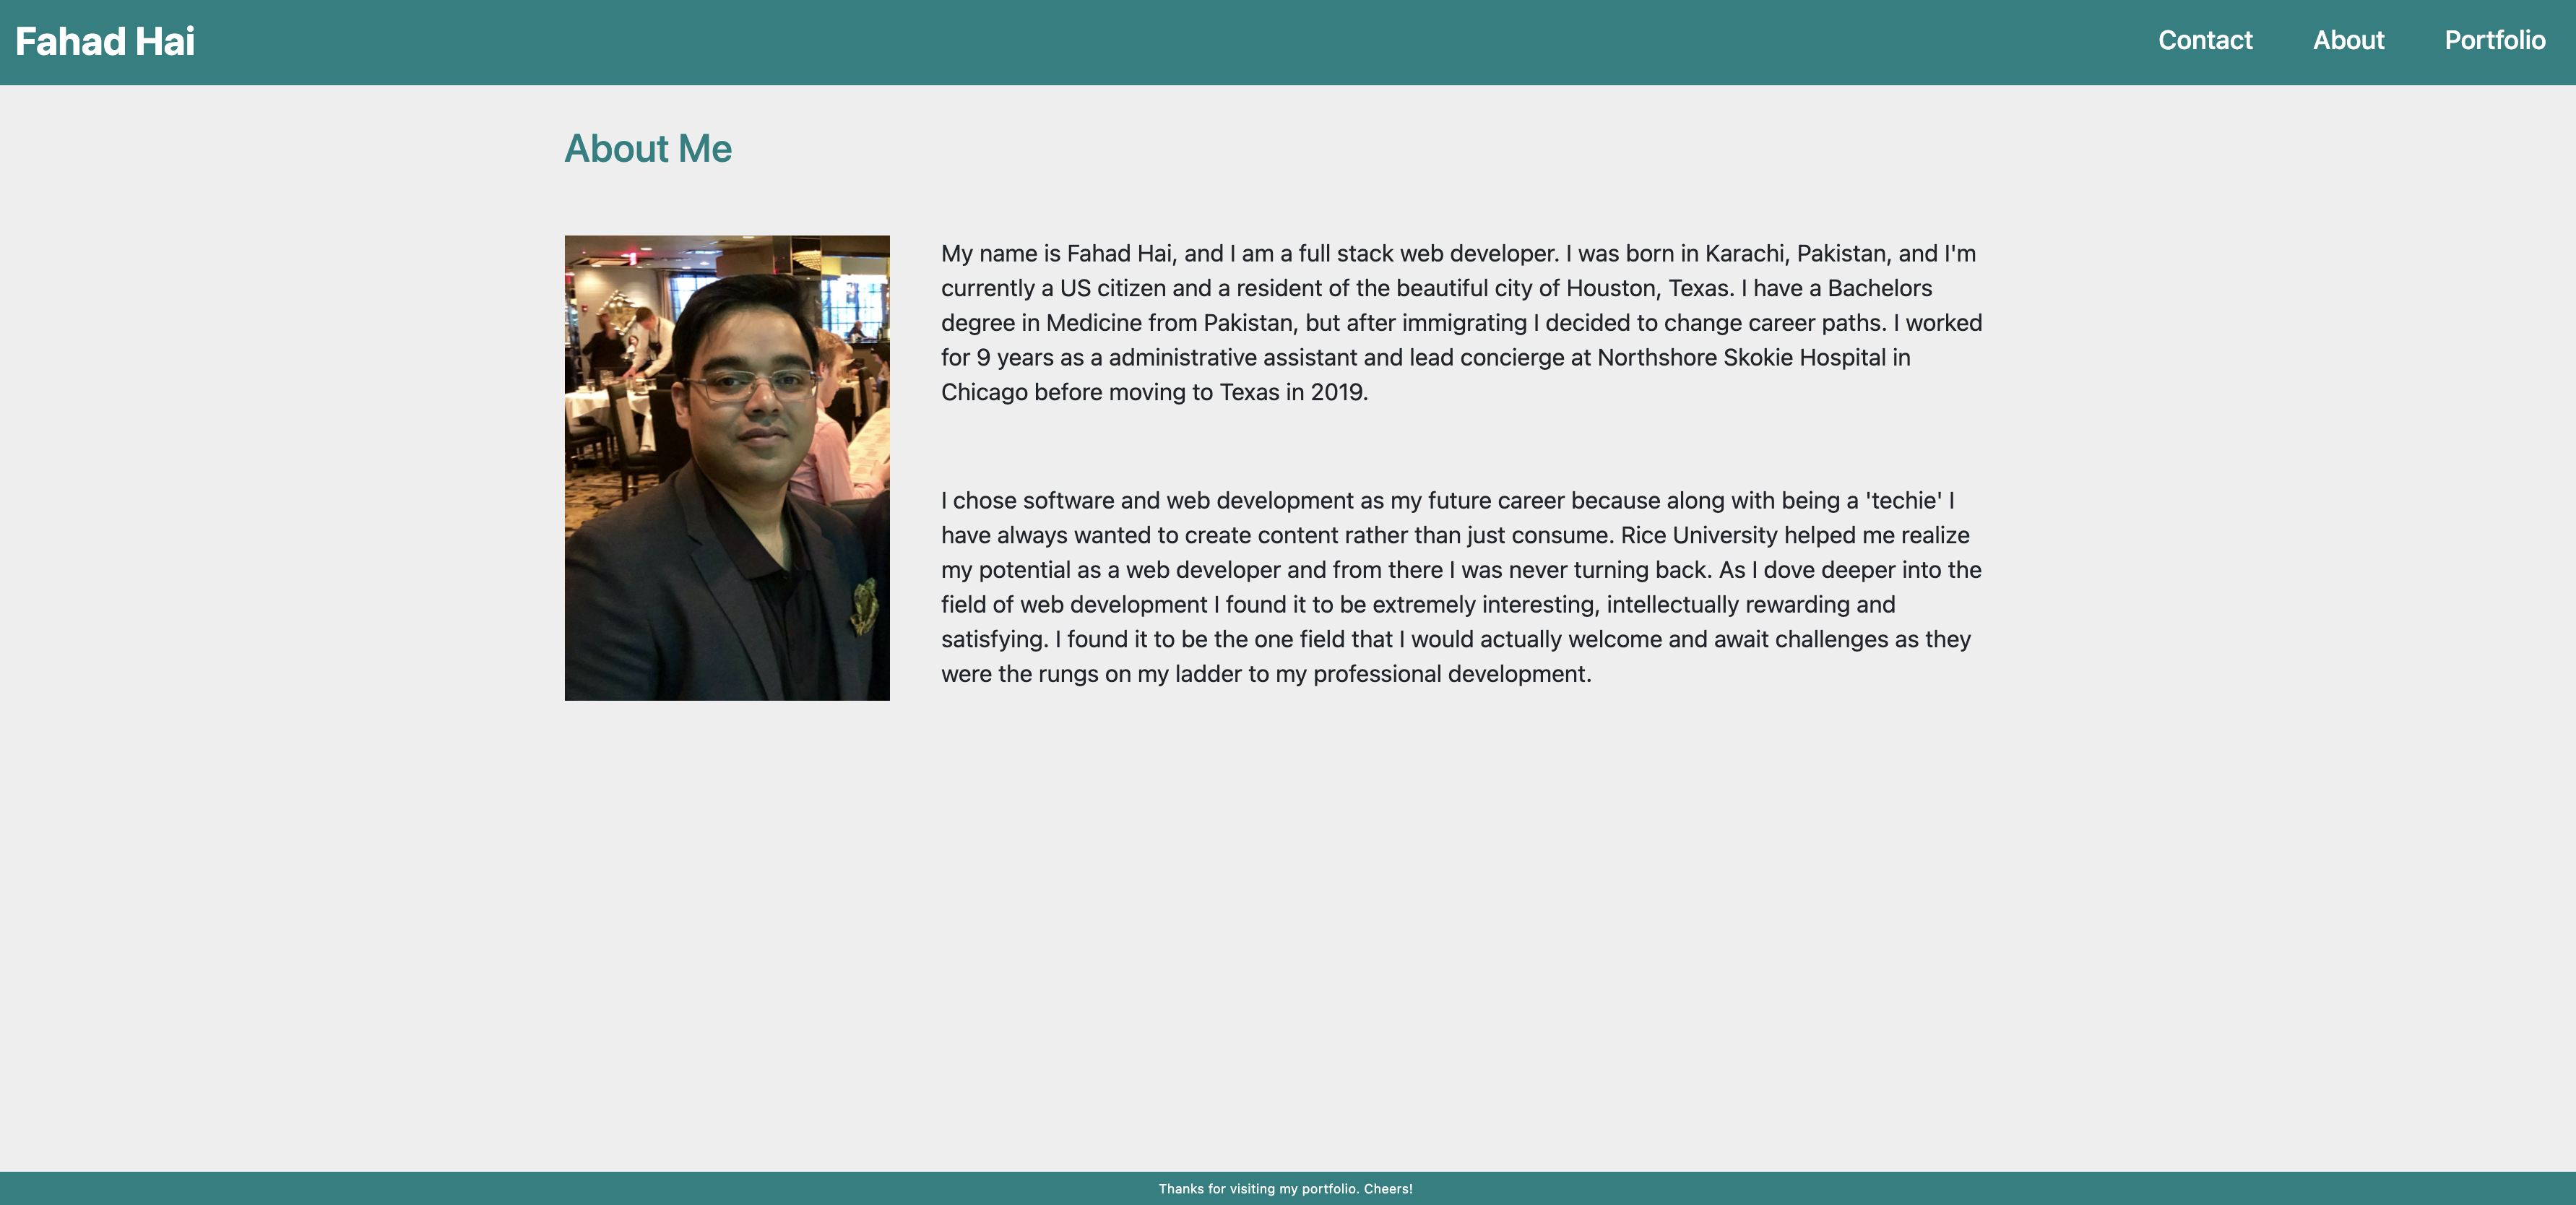 Fahad Hai
Contact About Portfolio
About Me
My name is Fahad Hai, and I am a full stack web developer. I was born in Karachi, Pakistan, and I'm
currently a US citizen and a resident of the beautiful city of Houston, Texas. I have a Bachelors
degree in Medicine from Pakistan, but after immigrating I decided to change career paths. I worked
for 9 years as a administrative assistant and lead concierge at Northshore Skokie Hospital in
Chicago before moving to Texas in 2019.
I chose software and web development as my future career because along with being a 'techie' I
have always wanted to create content rather than just consume. Rice University helped me realize
my potential as a web developer and from there I was never turning back. As I dove deeper into the
field of web development I found it to be extremely interesting, intellectually rewarding and
satisfying. I found it to be the one field that I would actually welcome and await challenges as they
were the rungs on my ladder to my professional development.
Thanks for visiting my portfolio. Cheers!